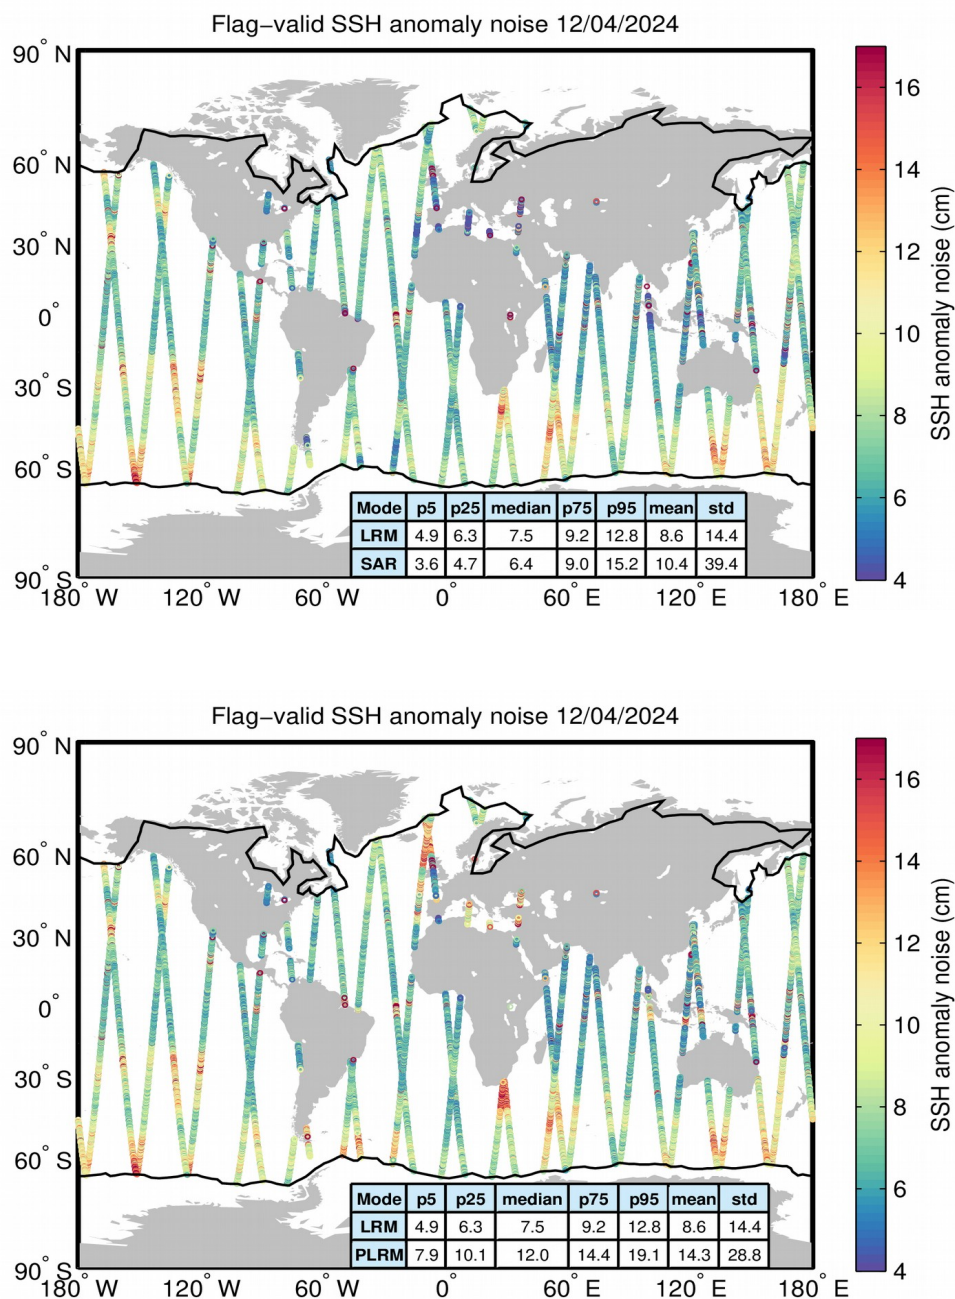 Flag−valid SSH anomaly noise 12/04/2024
90° N
60° N
30° N
0°
30° S
60° S
90° S
180° W 120° W 60° W 0° 60° E 120° E 180° E
16
14
12
10
8
6
4
SSH anomaly noise (cm)
Mode p5 p25 median p75 p95 mean std
LRM 4.9 6.3 7.5 9.2 12.8 8.6 14.4
SAR 3.6 4.7 6.4 9.0 15.2 10.4 39.4
Flag−valid SSH anomaly noise 12/04/2024
90° N
60° N
30° N
0°
30° S
60° S
90° S
180° W 120° W 60° W 0° 60° E 120° E 180° E
16
14
12
10
8
6
4
SSH anomaly noise (cm)
Mode p5 p25 median p75 p95 mean std
LRM 4.9 6.3 7.5 9.2 12.8 8.6 14.4
PLRM 7.9 10.1 12.0 14.4 19.1 14.3 28.8